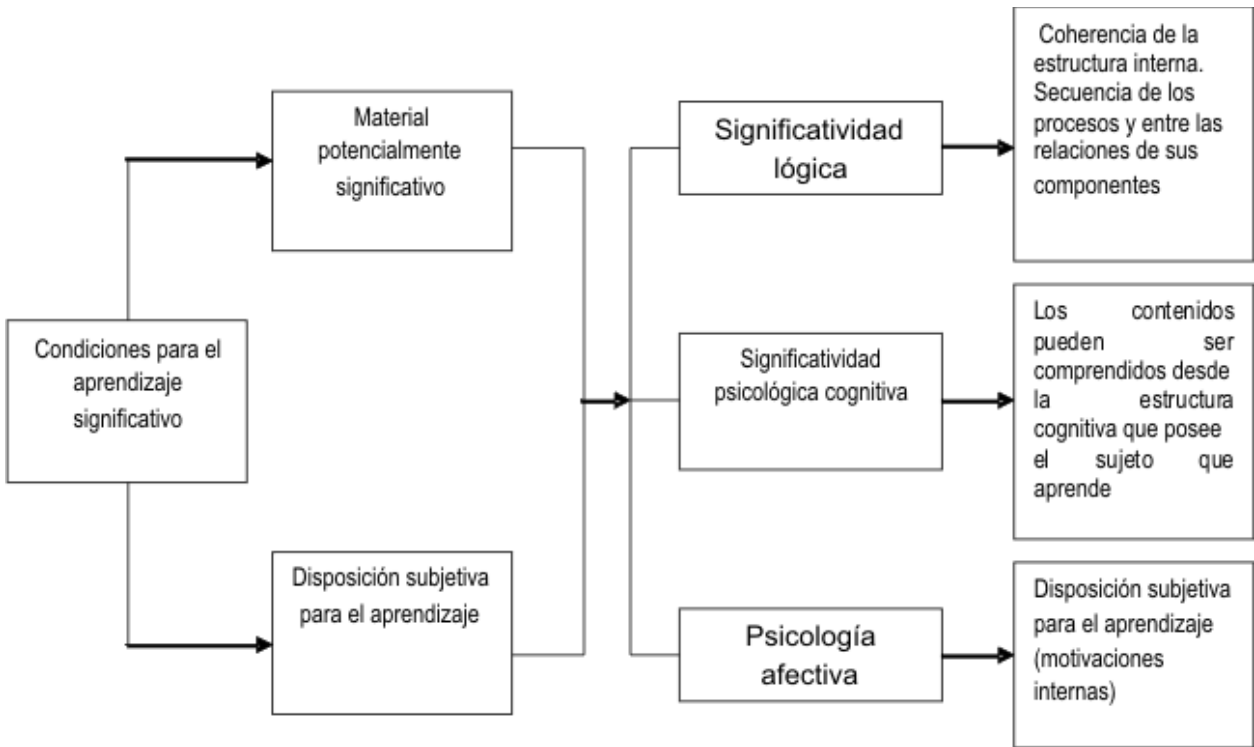 Condiciones para el
aprendizaje
significativo
Material
potencialmente
significativo
Disposición subjetiva
para el aprendizaje
Significatividad
lógica
Significatividad
psicológica cognitiva
Psicología
afectiva
Coherencia de la
estructura interna.
Secuencia de los
procesos y entre las
relaciones de sus
componentes
Los contenidos
pueden ser
comprendidos desde
la estructura
cognitiva que posee
el sujeto que
aprende
Disposición subjetiva
para el aprendizaje
(motivaciones
internas)